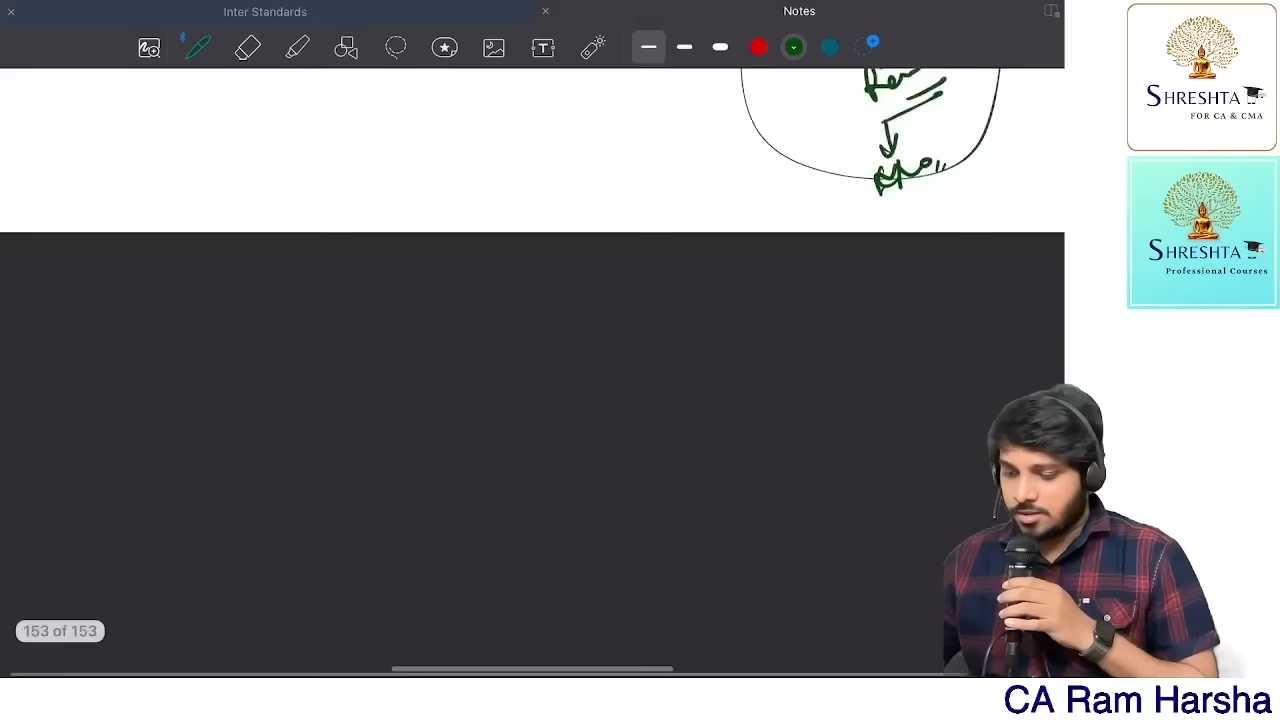 Inter Standards
Notes
SHRESHTA
FOR CA & CMA
SHRESHTA
Professional Courses
153 of 153
CA Ram Harsha